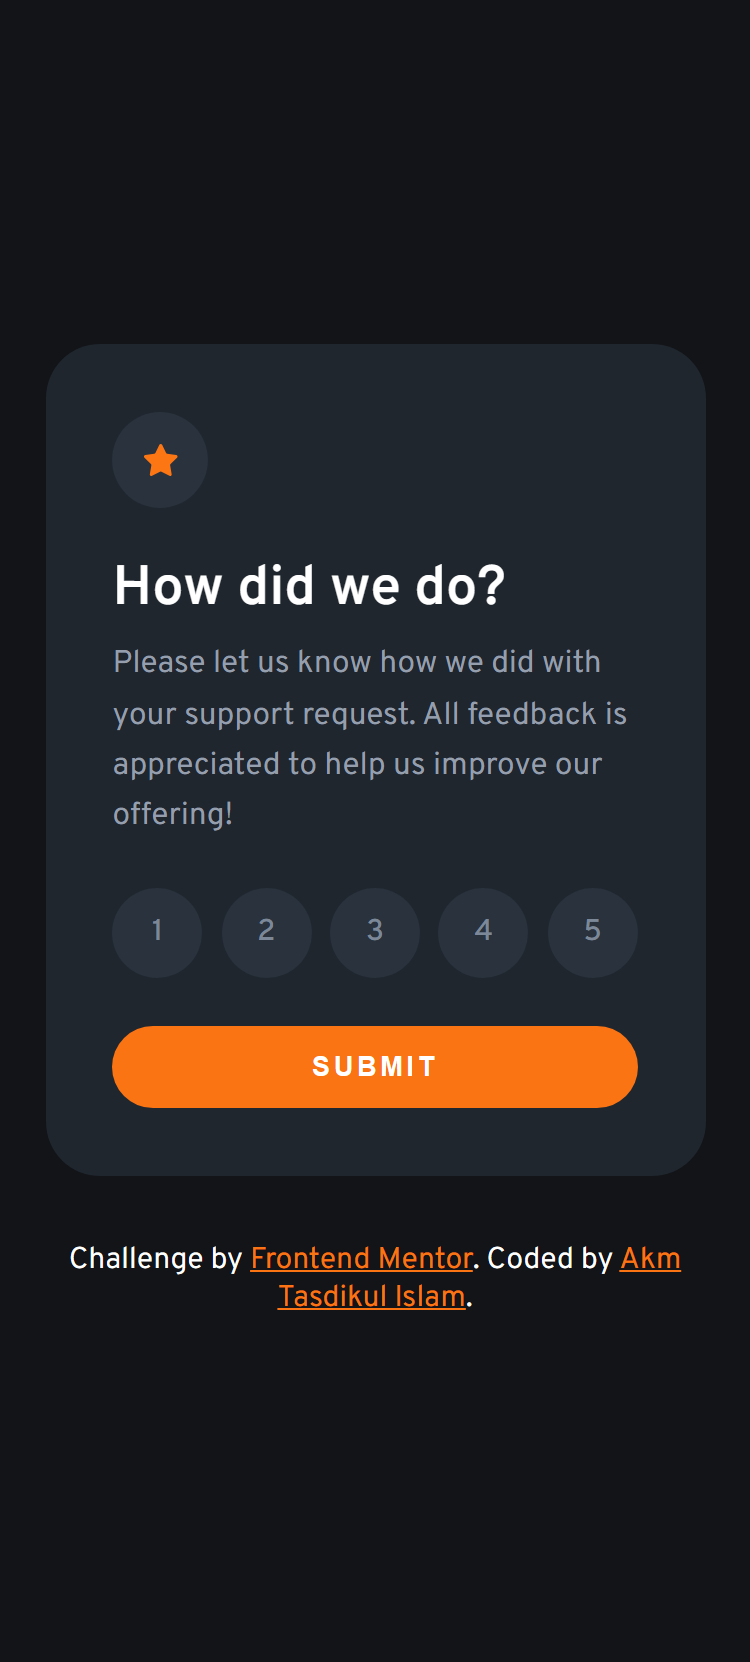 How did we do?
Please let us know how we did with
your support request. All feedback is
appreciated to help us improve our
offering!
1 2 3 4 5
SUBMIT
Challenge by Frontend Mentor. Coded by Akm
Tasdikul Islam.